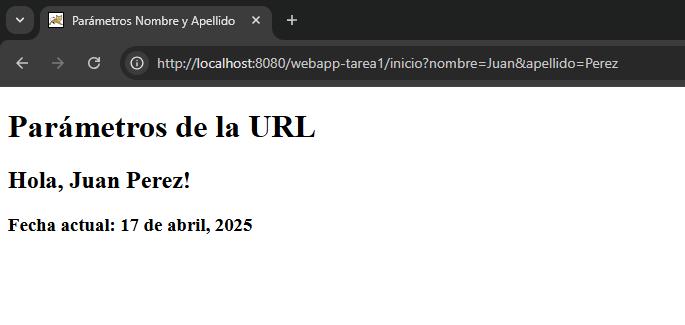 Parámetros Nombre y Apellido
http://localhost:8080/webapp-tarea1/inicio?nombre=Juan&apellido=Perez
Parámetros de la URL
Hola, Juan Perez!
Fecha actual: 17 de abril, 2025